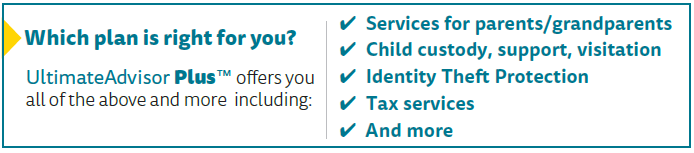 Which plan is right for you?
UltimateAdvisor Plus™ offers you
all of the above and more including:
✔ Services for parents/grandparents
✔ Child custody, support, visitation
✔ Identity Theft Protection
✔ Tax services
✔ And more